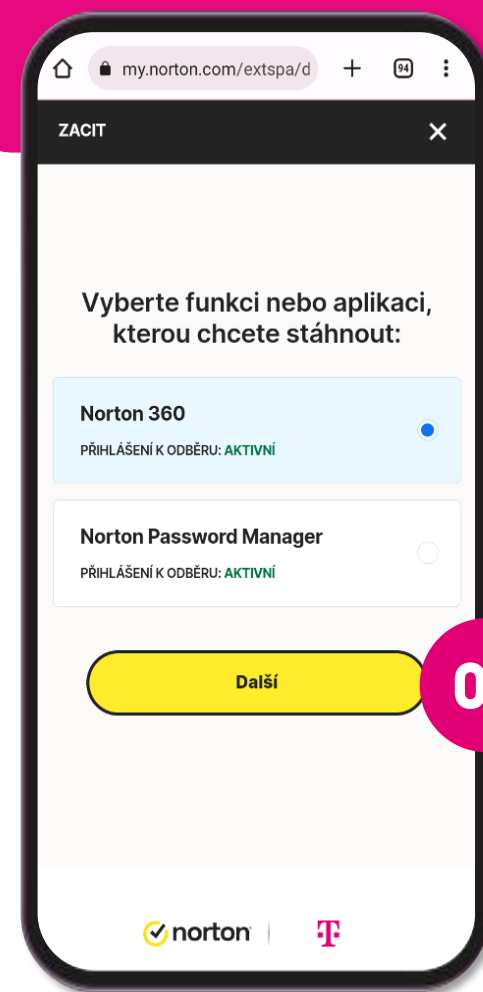 my.norton.com/extspa/d
94
ZACIT
Vyberte funkci nebo aplikaci,
kterou chcete stáhnout:
Norton 360
PŘIHLÁŠENÍ K ODBĚRU: AKTIVNÍ
Norton Password Manager
PŘIHLÁŠENÍ K ODBĚRU: AKTIVNÍ
Další
0
norton
T